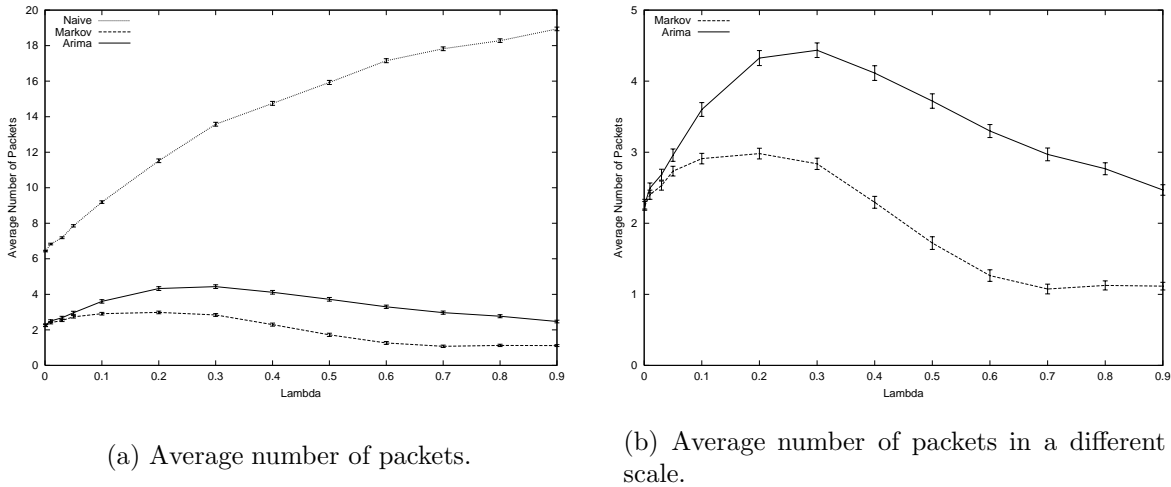 20
18
16
14
12
10
8
6
4
2
0
Average Number of Packets
Naive
Markov
Arima
0 0.1 0.2 0.3 0.4 0.5 0.6 0.7 0.8 0.9
Lambda
(a) Average number of packets.
5
4
3
2
1
0
Average Number of Packets
Markov
Arima
0 0.1 0.2 0.3 0.4 0.5 0.6 0.7 0.8 0.9
Lambda
(b) Average number of packets in a different
scale.